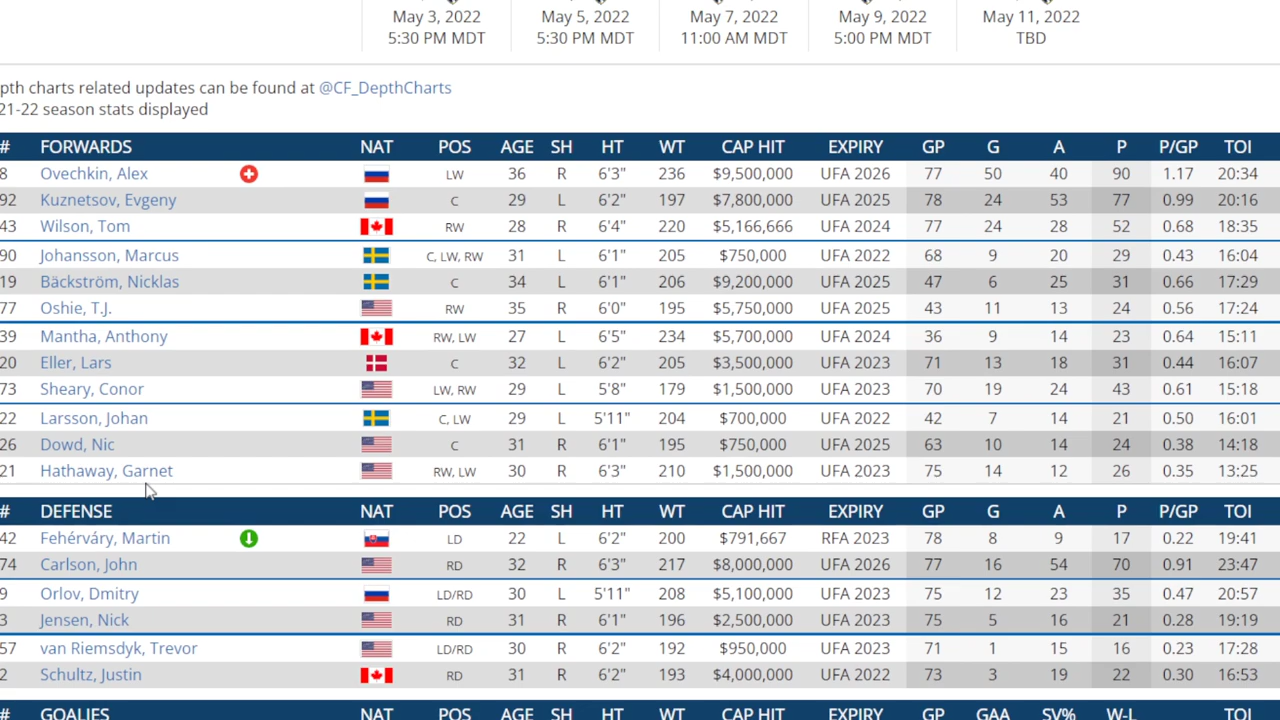 May 3, 2022 May 5, 2022 May 7, 2022 May 9, 2022 May 11, 2022
5:30 PM MDT 5:30 PM MDT 11:00 AM MDT 5:00 PM MDT TBD
pth charts related updates can be found at @CF_DepthCharts
21-22 season stats displayed
# FORWARDS NAT POS AGE SH HT WT CAP HIT EXPIRY GP G A P P/GP TOI
8 Ovechkin, Alex LW 36 R 6'3" 236 $9,500,000 UFA 2026 77 50 40 90 1.17 20:34
92 Kuznetsov, Evgeny C 29 L 6'2" 197 $7,800,000 UFA 2025 78 24 53 77 0.99 20:16
43 Wilson, Tom RW 28 R 6'4" 220 $5,166,666 UFA 2024 77 24 28 52 0.68 18:35
90 Johansson, Marcus C, LW, RW 31 L 6'1" 205 $750,000 UFA 2022 68 9 20 29 0.43 16:04
19 Bäckström, Nicklas C 34 L 6'1" 206 $9,200,000 UFA 2025 47 6 25 31 0.66 17:29
77 Oshie, T.J. RW 35 R 6'0" 195 $5,750,000 UFA 2025 43 11 13 24 0.56 17:24
39 Mantha, Anthony RW, LW 27 L 6'5" 234 $5,700,000 UFA 2024 36 9 14 23 0.64 15:11
20 Eller, Lars C 32 L 6'2" 205 $3,500,000 UFA 2023 71 13 18 31 0.44 16:07
73 Sheary, Conor LW, RW 29 L 5'8" 179 $1,500,000 UFA 2023 70 19 24 43 0.61 15:18
22 Larsson, Johan C, LW 29 L 5'11" 204 $700,000 UFA 2022 42 7 14 21 0.50 16:01
26 Dowd, Nic C 31 R 6'1" 195 $750,000 UFA 2025 63 10 14 24 0.38 14:18
21 Hathaway, Garnet RW, LW 30 R 6'3" 210 $1,500,000 UFA 2023 75 14 12 26 0.35 13:25
# DEFENSE NAT POS AGE SH HT WT CAP HIT EXPIRY GP G A P P/GP TOI
42 Fehérváry, Martin LD 22 L 6'2" 200 $791,667 RFA 2023 78 8 9 17 0.22 19:41
74 Carlson, John RD 32 R 6'3" 217 $8,000,000 UFA 2026 77 16 54 70 0.91 23:47
9 Orlov, Dmitry LD/RD 30 L 5'11" 208 $5,100,000 UFA 2023 75 12 23 35 0.47 20:57
3 Jensen, Nick RD 31 R 6'1" 196 $2,500,000 UFA 2023 75 5 16 21 0.28 19:19
57 van Riemsdyk, Trevor LD/RD 30 R 6'2" 192 $950,000 UFA 2023 71 1 15 16 0.23 17:28
2 Schultz, Justin RD 31 R 6'2" 193 $4,000,000 UFA 2022 73 3 19 22 0.30 16:53
# GOALIES NAT POS AGE SH HT WT CAP HIT EXPIRY GP GAA SV% W-L TOI